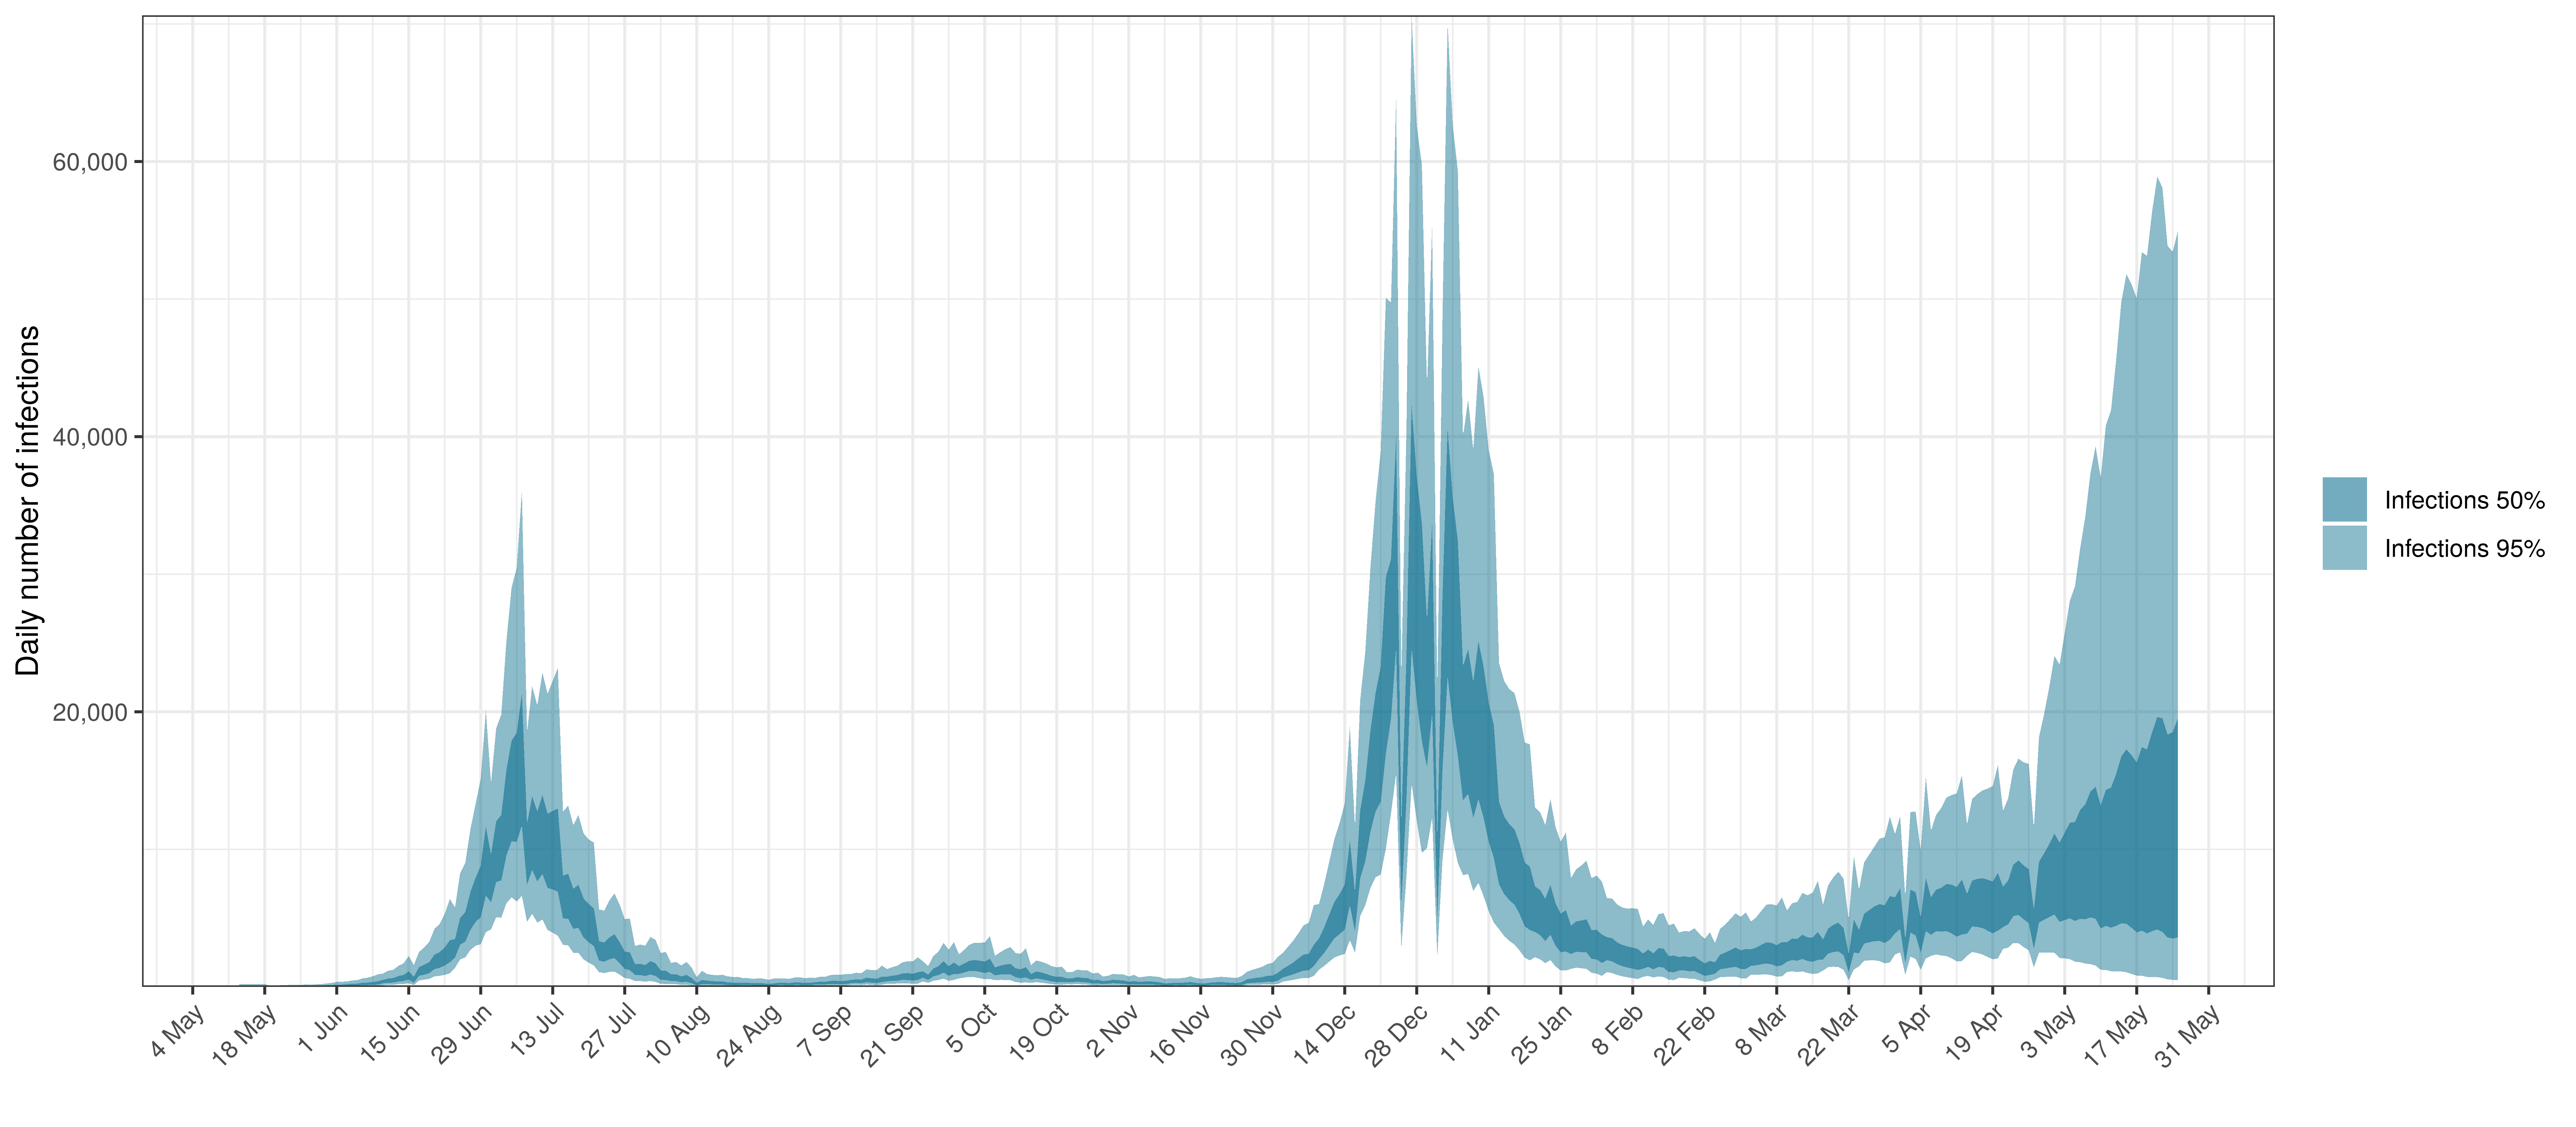 Daily number of infections
60,000
40,000
20,000
4 May
18 May
1 Jun
15 Jun
29 Jun
13 Jul
27 Jul
10 Aug
24 Aug
7 Sep
21 Sep
5 Oct
19 Oct
2 Nov
16 Nov
30 Nov
14 Dec
28 Dec
11 Jan
25 Jan
8 Feb
22 Feb
8 Mar
22 Mar
5 Apr
19 Apr
3 May
17 May
31 May
Infections 50%
Infections 95%